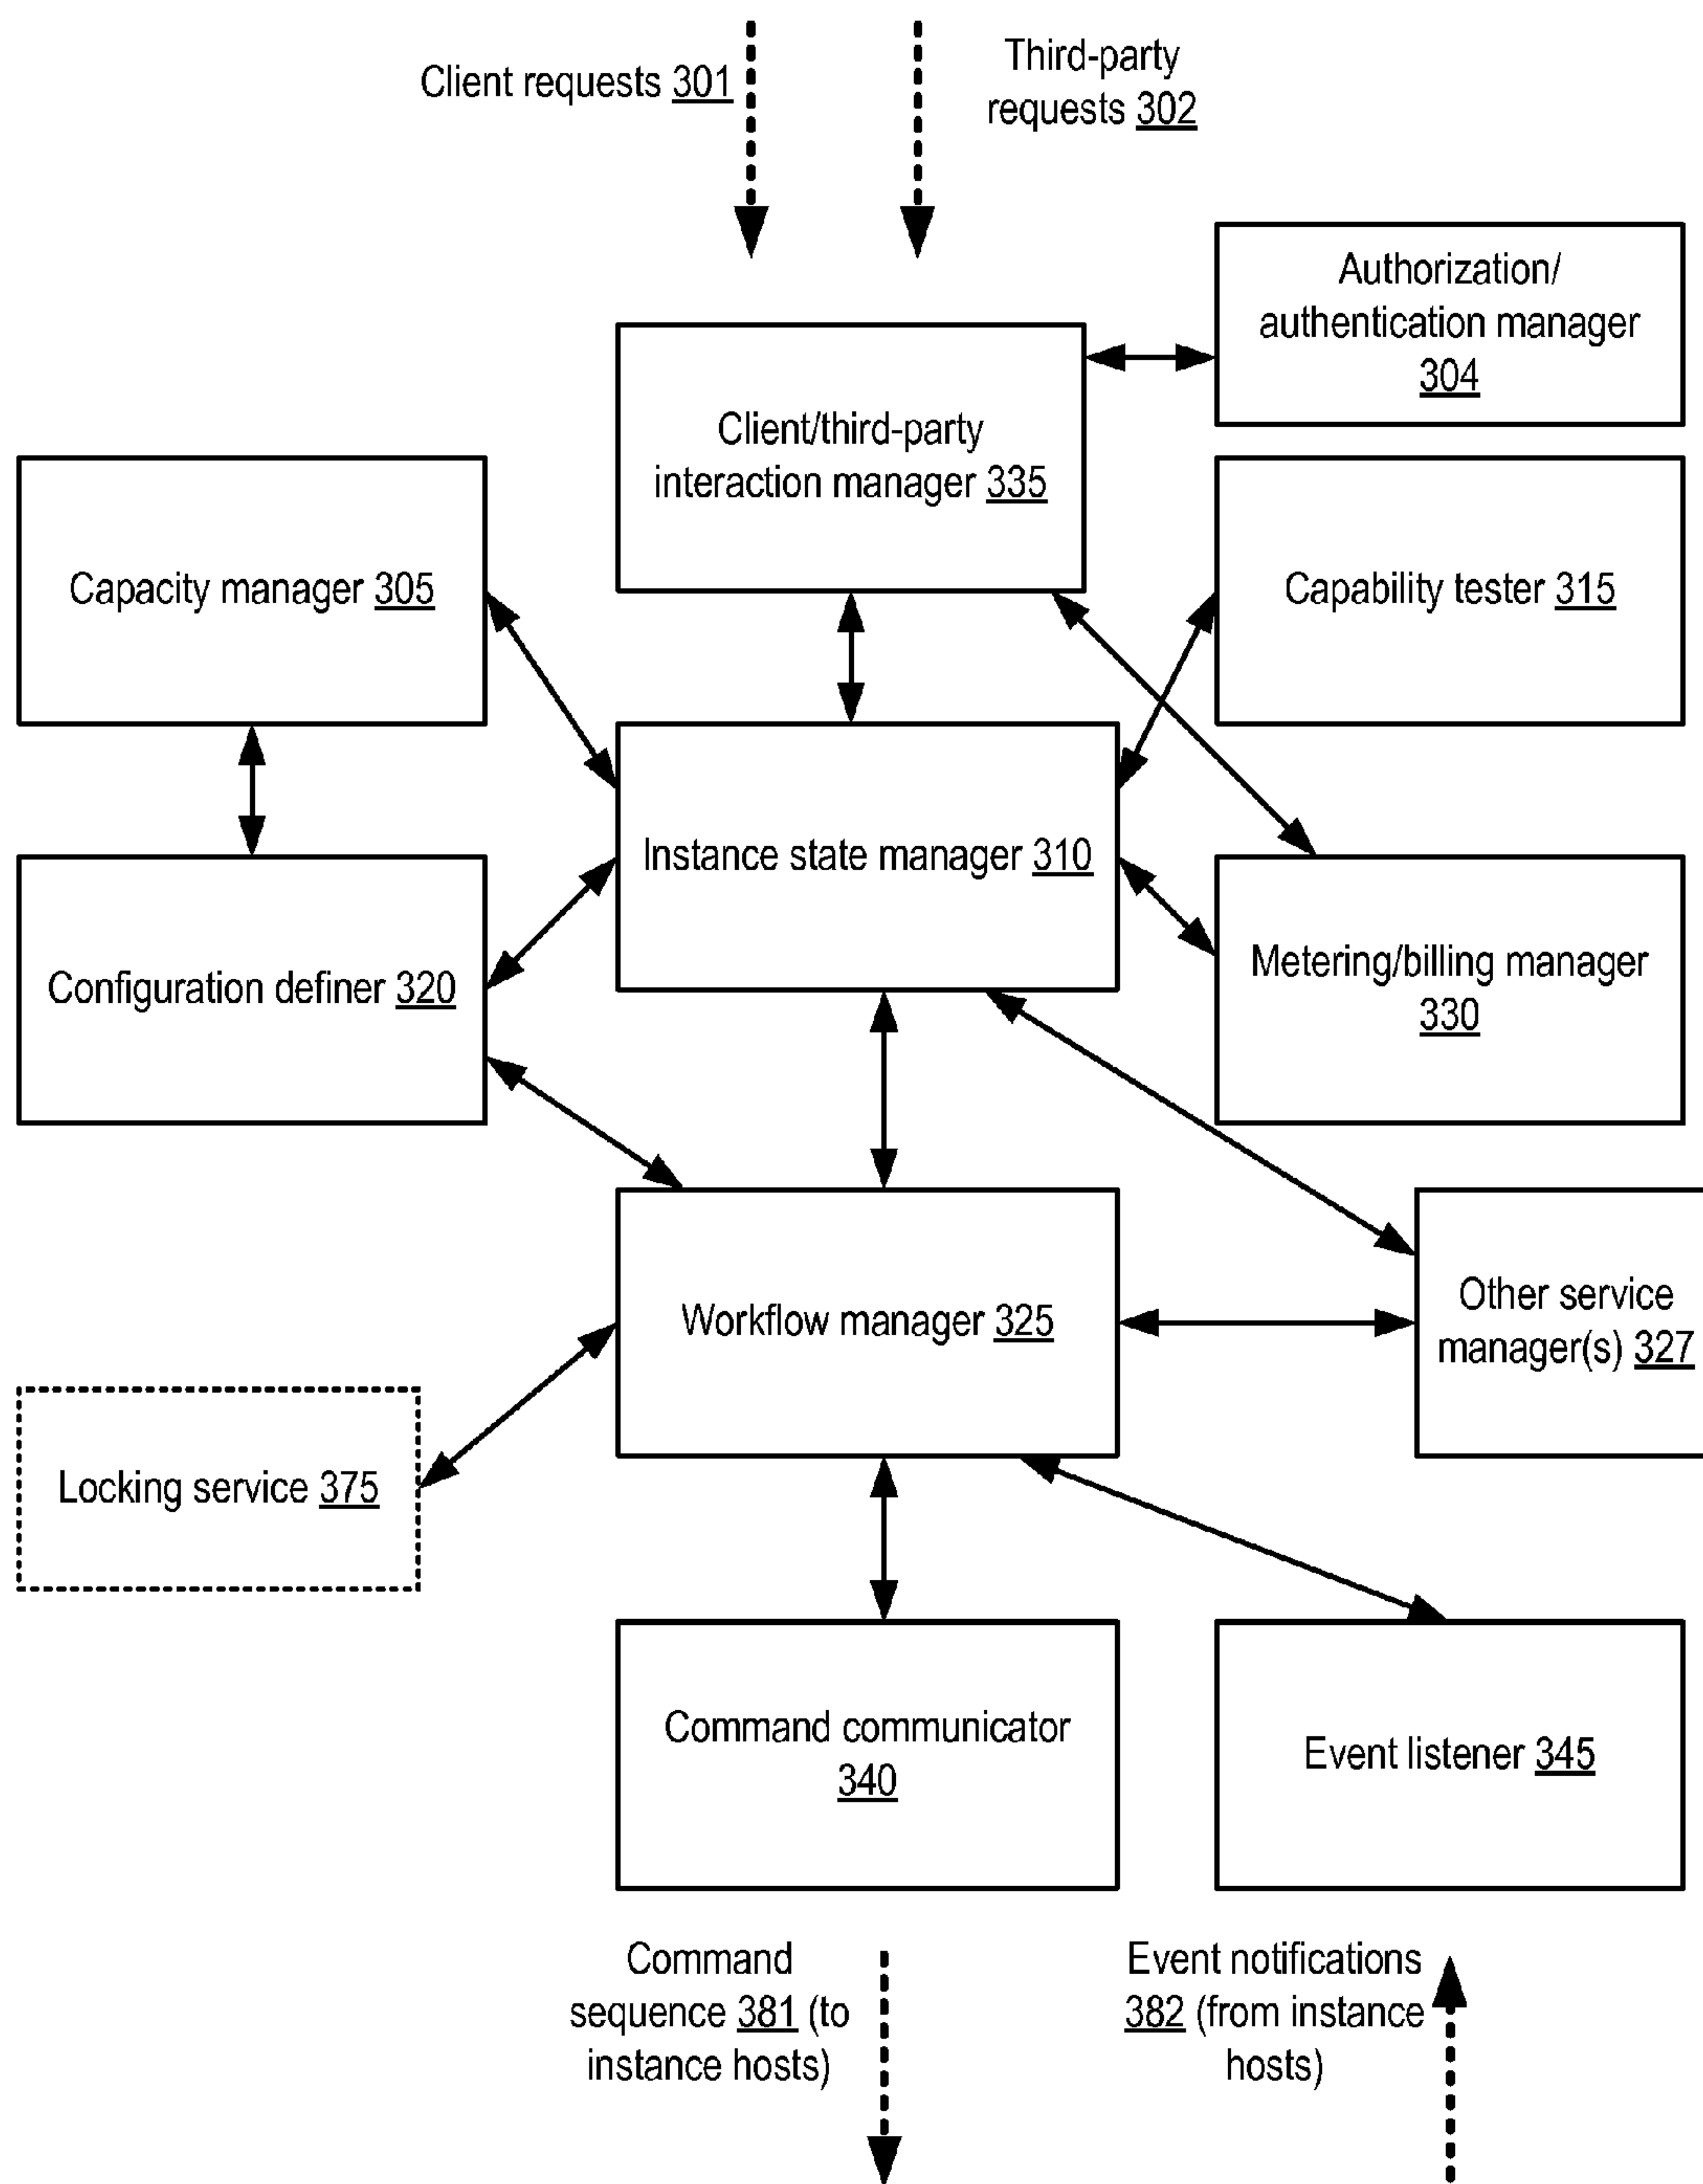 Client requests 301
Third-party
requests 302
Authorization/
authentication manager
304
Client/third-party
interaction manager 335
Capacity manager 305
Capability tester 315
Instance state manager 310
Configuration definer 320
Metering/billing manager
330
Workflow manager 325
Other service
manager(s) 327
Locking service 375
Command communicator
340
Event listener 345
Command
sequence 381 (to
instance hosts)
Event notifications
382 (from instance
hosts)